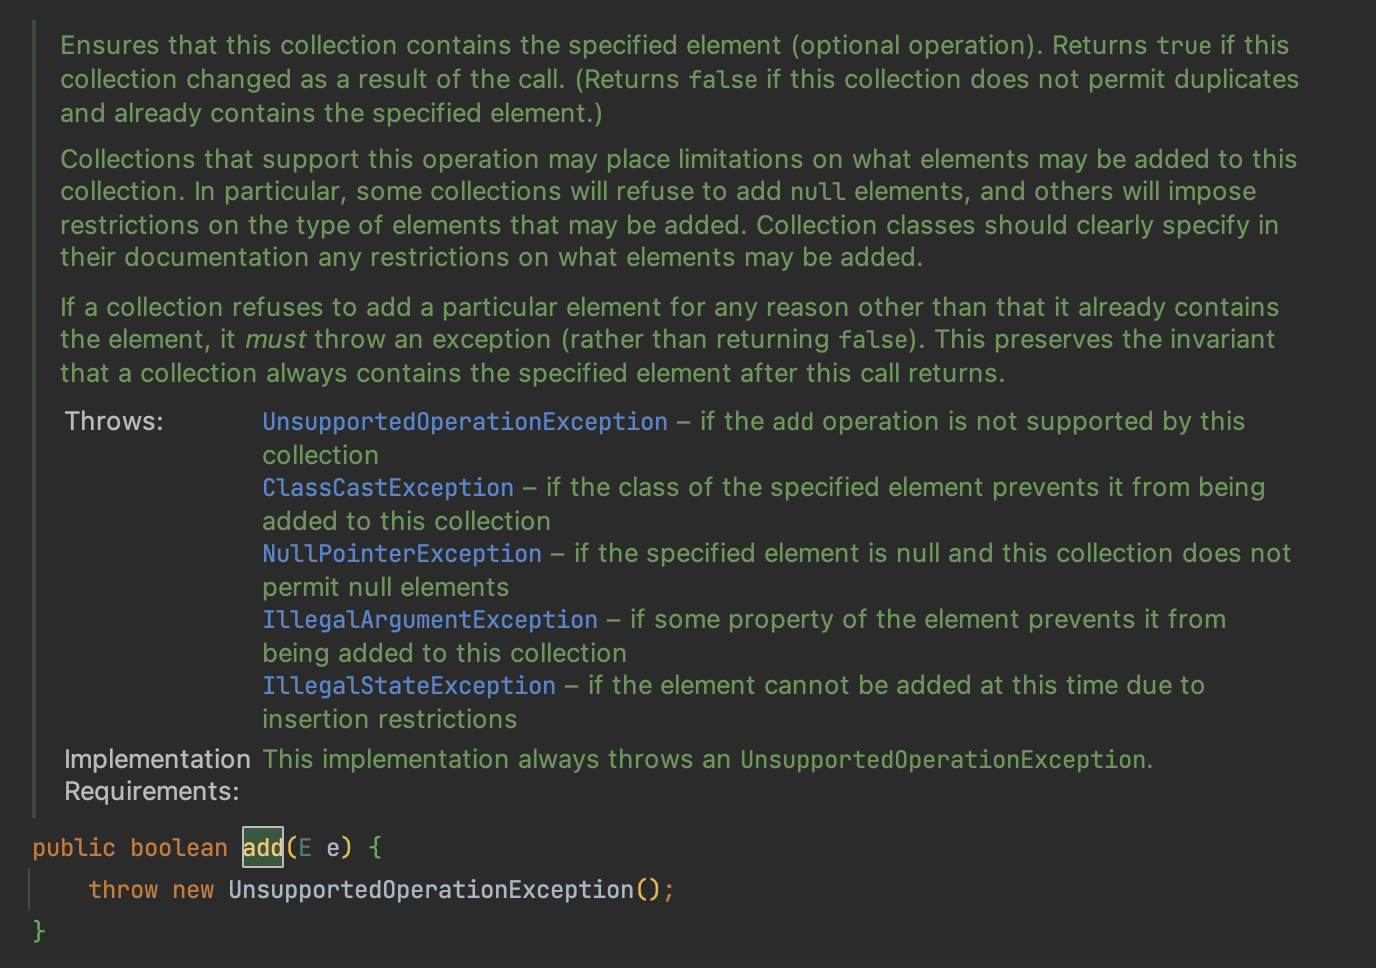 Ensures that this collection contains the specified element (optional operation). Returns true if this
collection changed as a result of the call. (Returns false if this collection does not permit duplicates
and already contains the specified element.)
Collections that support this operation may place limitations on what elements may be added to this
collection. In particular, some collections will refuse to add null elements, and others will impose
restrictions on the type of elements that may be added. Collection classes should clearly specify in
their documentation any restrictions on what elements may be added.
If a collection refuses to add a particular element for any reason other than that it already contains
the element, it must throw an exception (rather than returning false). This preserves the invariant
that a collection always contains the specified element after this call returns.
Throws: UnsupportedOperationException – if the add operation is not supported by this
collection
ClassCastException – if the class of the specified element prevents it from being
added to this collection
NullPointerException – if the specified element is null and this collection does not
permit null elements
IllegalArgumentException – if some property of the element prevents it from
being added to this collection
IllegalStateException – if the element cannot be added at this time due to
insertion restrictions
Implementation This implementation always throws an UnsupportedOperationException.
Requirements:
public boolean add(E e) {
    throw new UnsupportedOperationException();
}